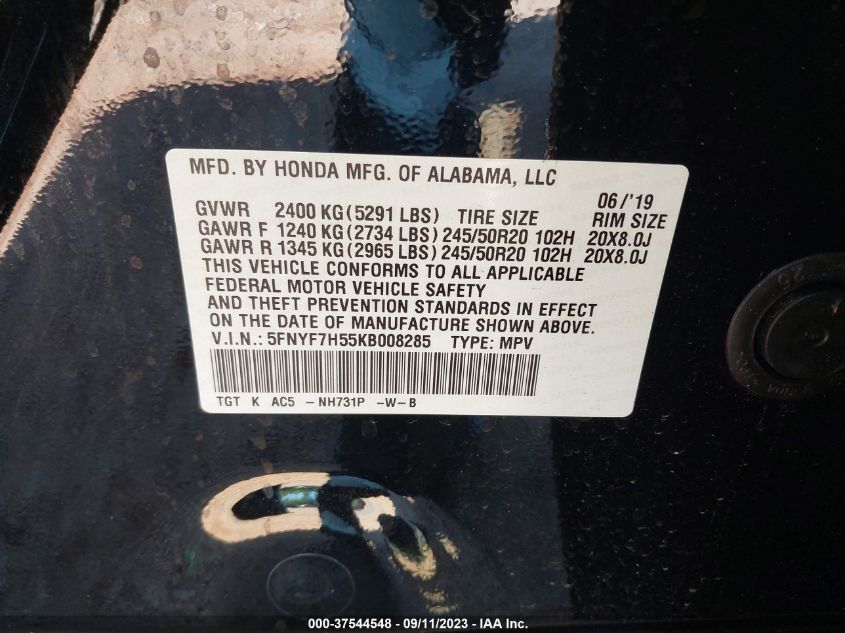 MFD. BY HONDA MFG. OF ALABAMA, LLC
06/'19
GVWR 2400 KG(5291 LBS) TIRE SIZE RIM SIZE
GAWR F 1240 KG(2734 LBS) 245/50R20 102H 20X8.0J
GAWR R 1345 KG(2965 LBS) 245/50R20 102H 20X8.0J
THIS VEHICLE CONFORMS TO ALL APPLICABLE
FEDERAL MOTOR VEHICLE SAFETY
AND THEFT PREVENTION STANDARDS IN EFFECT
ON THE DATE OF MANUFACTURE SHOWN ABOVE.
V.I.N.: 5FNYF7H55KB008285 TYPE: MPV
TGT K AC5 -NH731P -W-B
25
000-37544548 - 09/11/2023 - IAA Inc.